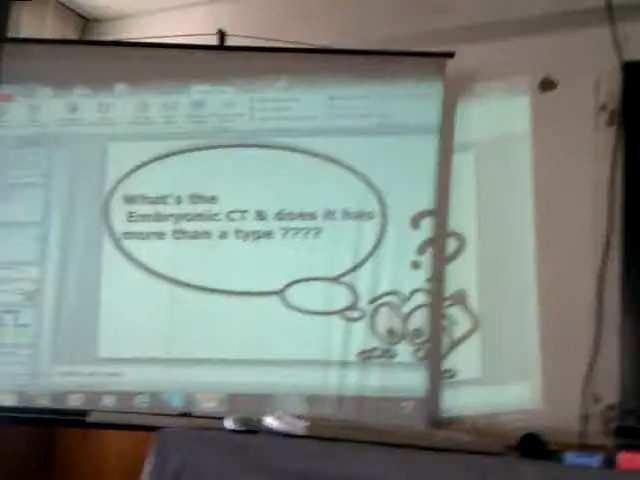 What's the
Embryonic CT & does it has
more than a type ????